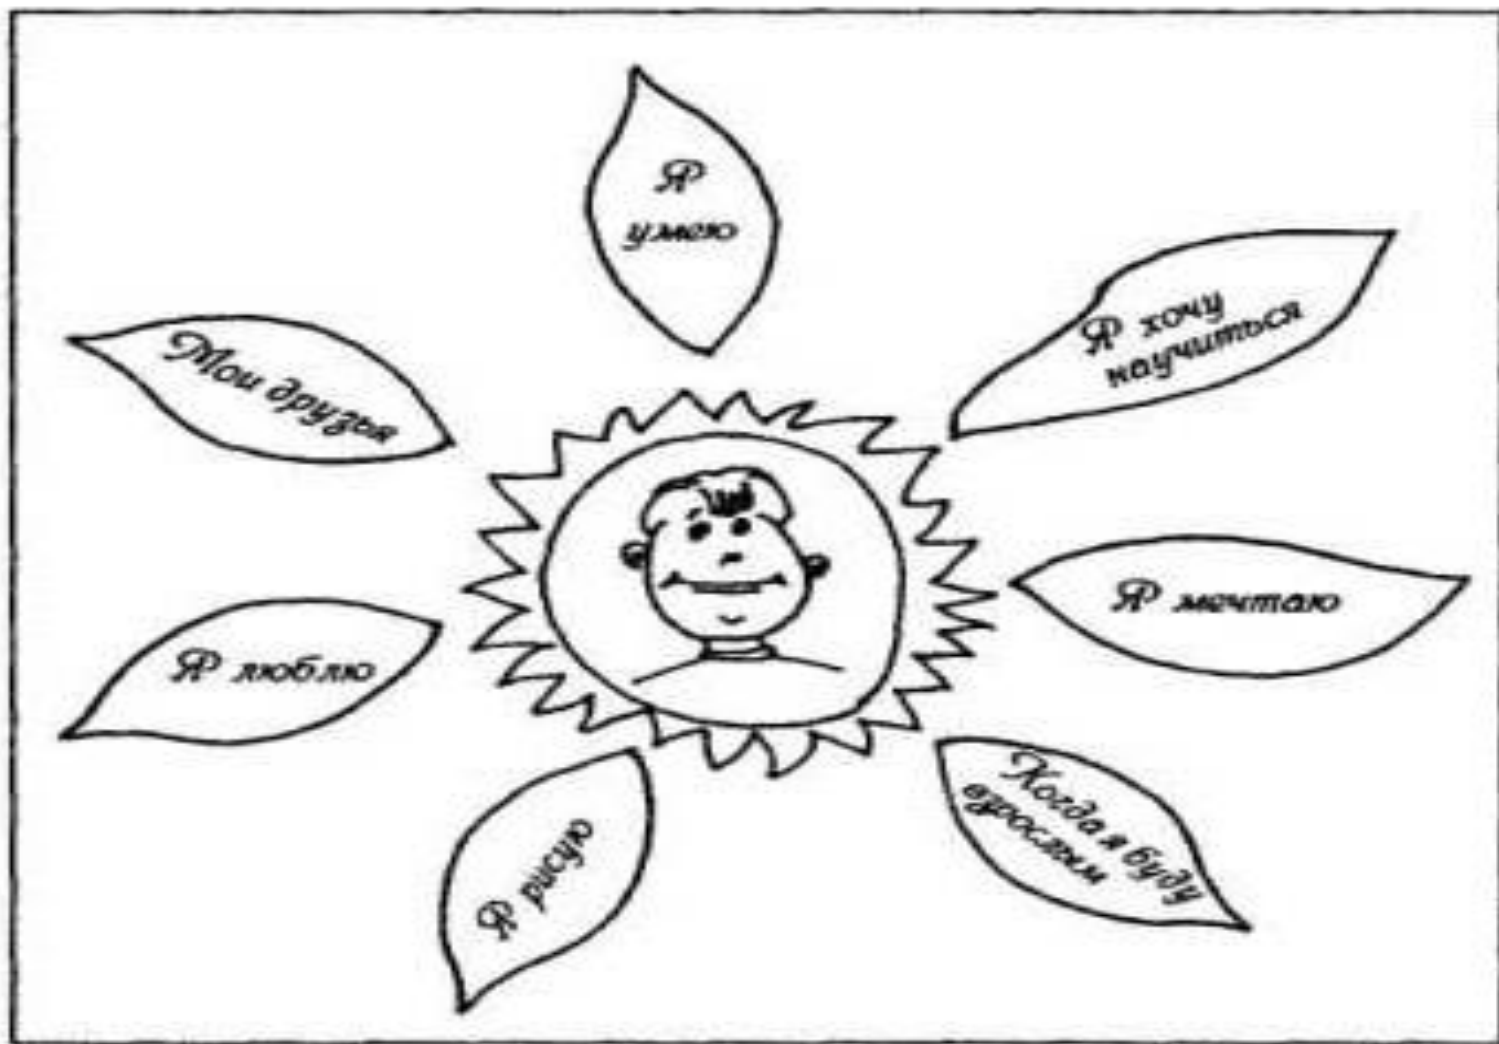 Я
умею
Я хочу
научиться
Я мечтаю
Когда я буду
взрослым
Я рисую
Я люблю
Мои друзья